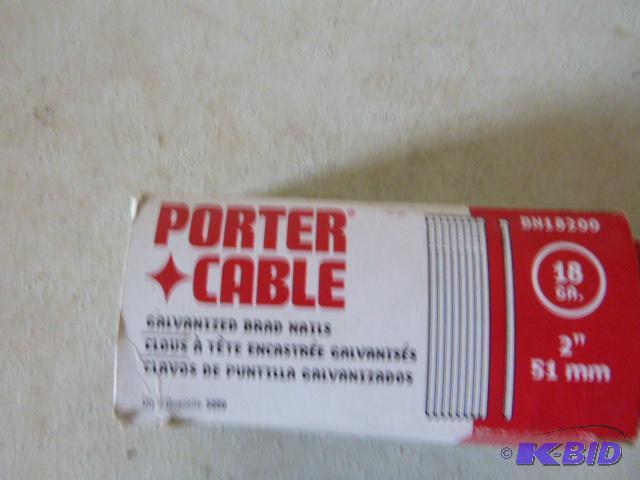 PORTER
CABLE
GALVANIZED BRAD NAILS
CLOUS À TÊTE ENCASTRÉE GALVANISÉS
CLAVOS DE PUNTILLA GALVANIZADOS
BN18200
18
GA.
2"
51 mm
© K-BID